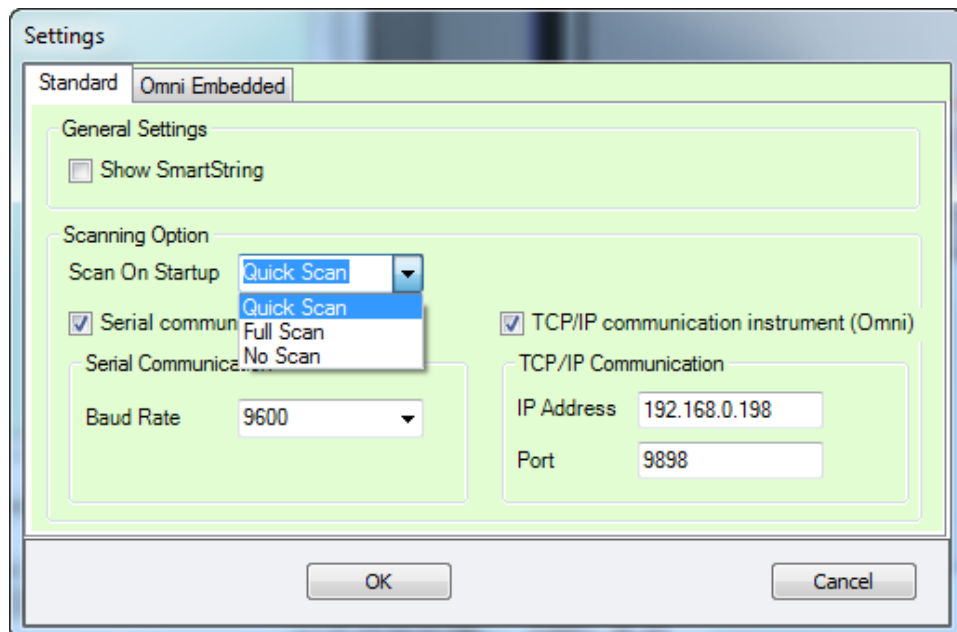 Settings
Standard Omni Embedded
General Settings
Show SmartString
Scanning Option
Scan On Startup Quick Scan
Quick Scan
Full Scan
No Scan
Serial
TCP/IP communication instrument (Omni)
Serial
TCP/IP Communication
Baud Rate 9600
IP Address 192.168.0.198
Port 9898
OK Cancel